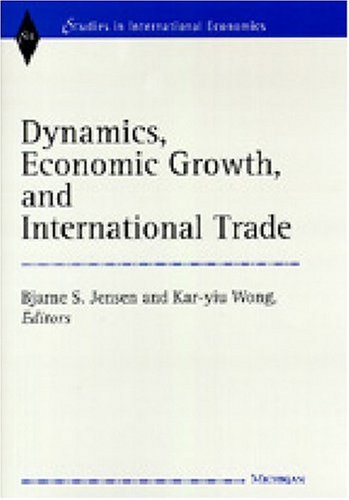 Studies in International Economics
Dynamics,
Economic Growth,
and
International Trade
Bjarne S. Jensen and Kar-yiu Wong,
Editors
MICHIGAN